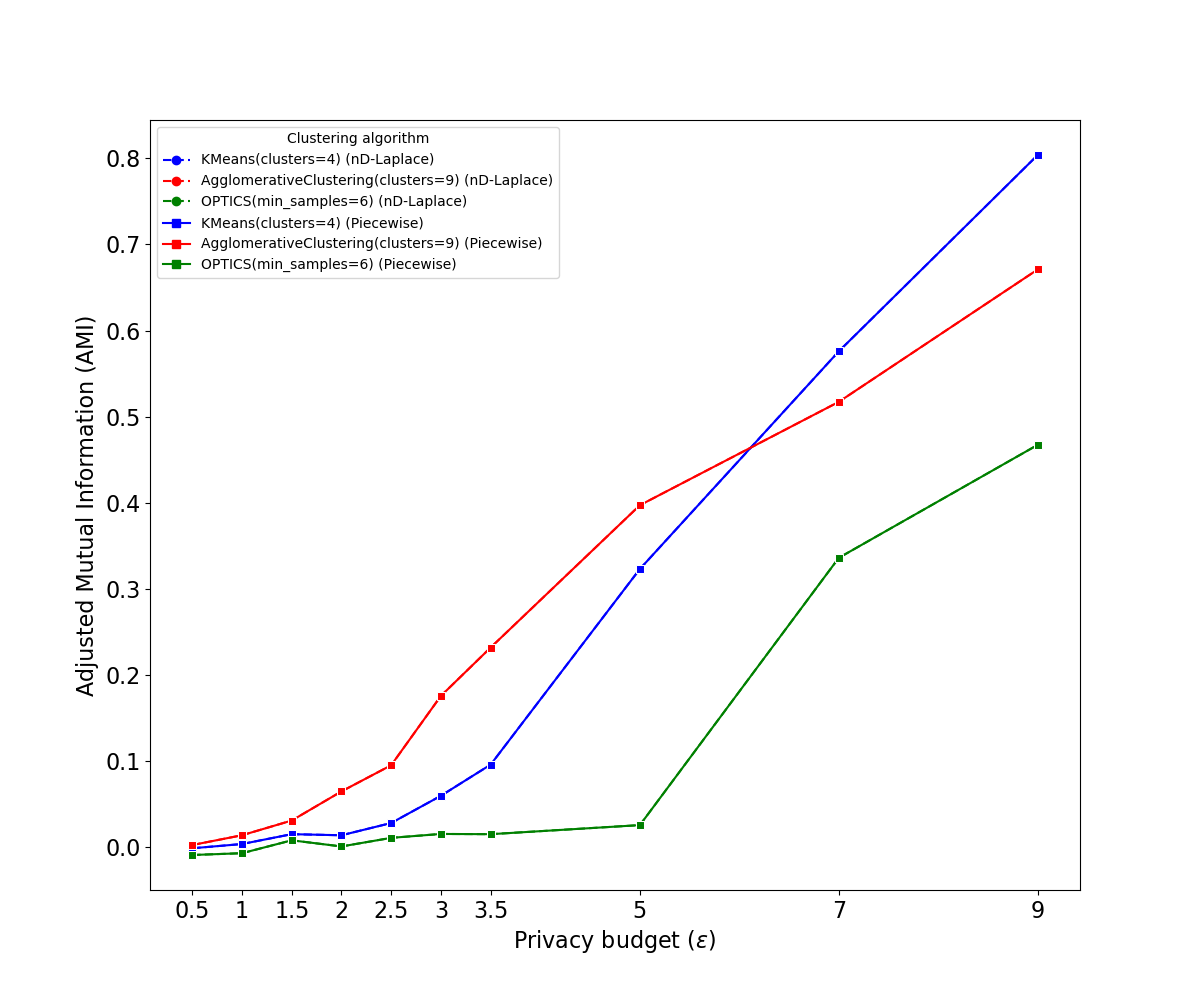 Clustering algorithm
KMeans(clusters=4) (nD-Laplace)
AgglomerativeClustering(clusters=9) (nD-Laplace)
OPTICS(min_samples=6) (nD-Laplace)
KMeans(clusters=4) (Piecewise)
AgglomerativeClustering(clusters=9) (Piecewise)
OPTICS(min_samples=6) (Piecewise)
Adjusted Mutual Information (AMI)
0.8
0.7
0.6
0.5
0.4
0.3
0.2
0.1
0.0
0.5 1 1.5 2 2.5 3 3.5 5 7 9
Privacy budget (ε)